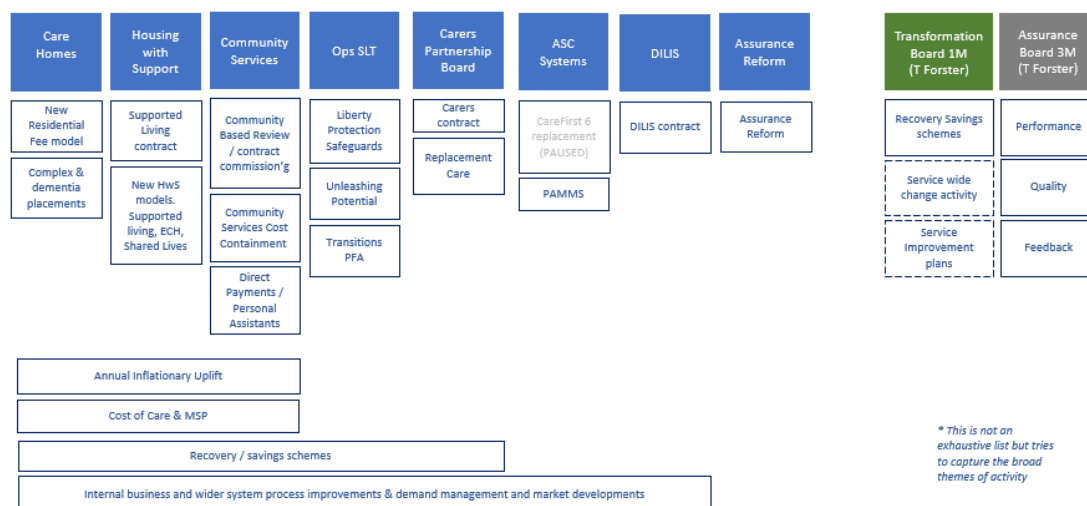 Care
Homes
Housing
with
Support
Community
Services
Ops SLT
Carers
Partnership
Board
ASC
Systems
DILIS
Assurance
Reform
Transformation
Board 1M
(T Forster)
Assurance
Board 3M
(T Forster)
New
Residential
Fee model
Complex &
dementia
placements
Supported
Living
contract
New HwS
models.
Supported
living, ECH,
Shared Lives
Community
Based Review
/ contract
commission'g
Community
Services Cost
Containment
Direct
Payments /
Personal
Assistants
Liberty
Protection
Safeguards
Unleashing
Potential
Transitions
PFA
Carers
contract
Replacement
Care
CareFirst 6
replacement
(PAUSED)
PAMMS
DILIS contract
Assurance
Reform
Recovery Savings
schemes
Service wide
change activity
Service
Improvement
plans
Performance
Quality
Feedback
Annual Inflationary Uplift
Cost of Care & MSP
Recovery / savings schemes
Internal business and wider system process improvements & demand management and market developments
* This is not an
exhaustive list but tries
to capture the broad
themes of activity